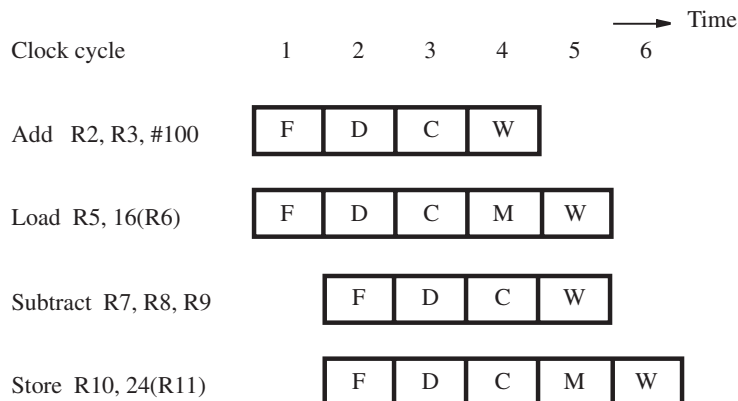 Time
Clock cycle 1 2 3 4 5 6
Add R2, R3, #100 F D C W
Load R5, 16(R6) F D C M W
Subtract R7, R8, R9 F D C W
Store R10, 24(R11) F D C M W